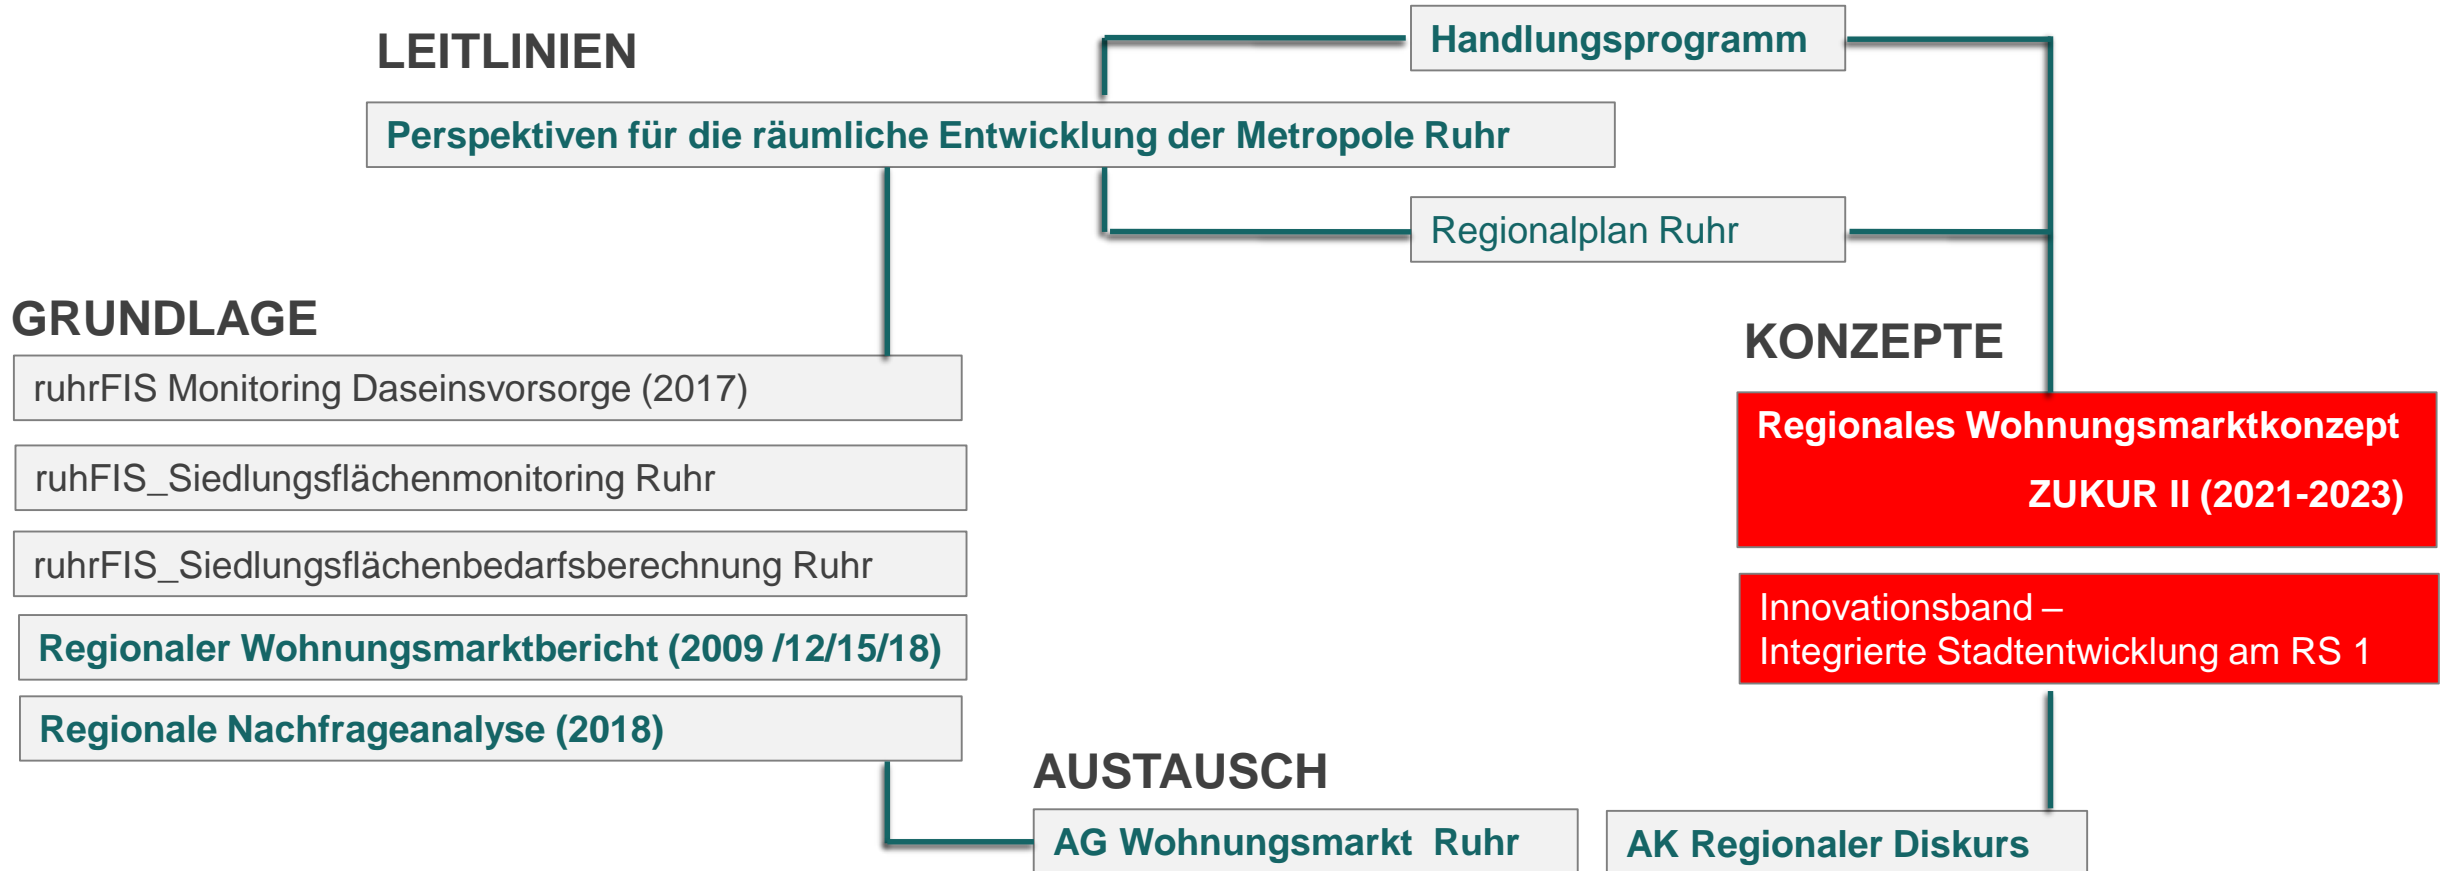 LEITLINIEN
Handlungsprogramm
Perspektiven für die räumliche Entwicklung der Metropole Ruhr
Regionalplan Ruhr
GRUNDLAGE
ruhrFIS Monitoring Daseinsvorsorge (2017)
ruhFIS_Siedlungsflächenmonitoring Ruhr
ruhrFIS_Siedlungsflächenbedarfsberechnung Ruhr
Regionaler Wohnungsmarktbericht (2009 /12/15/18)
Regionale Nachfrageanalyse (2018)
KONZEPTE
Regionales Wohnungsmarktkonzept
ZUKUR II (2021-2023)
Innovationsband –
Integrierte Stadtentwicklung am RS 1
AUSTAUSCH
AG Wohnungsmarkt Ruhr
AK Regionaler Diskurs